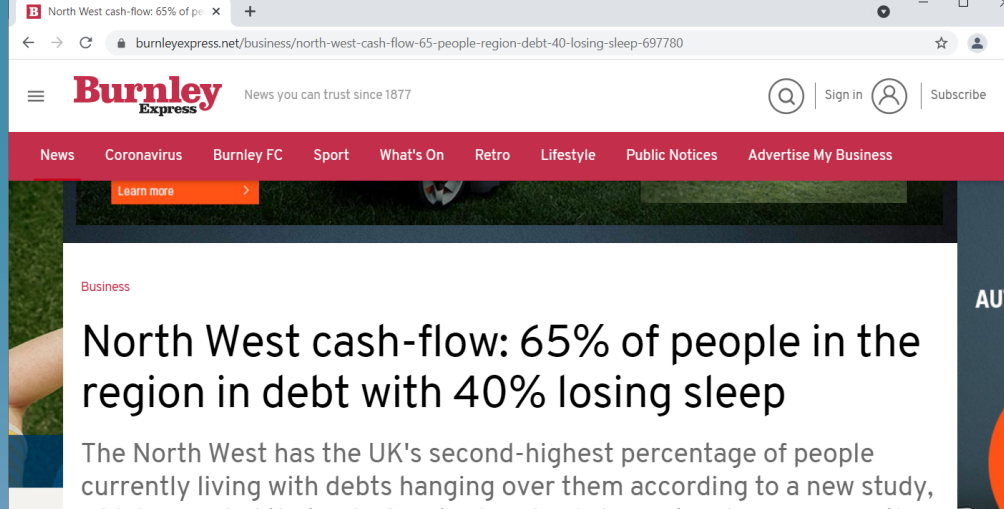 B North West cash-flow: 65% of pe
burnleyexpress.net/business/north-west-cash-flow-65-people-region-debt-40-losing-sleep-697780
Burnley
Express
News you can trust since 1877
Sign in
Subscribe
News Coronavirus Burnley FC Sport What's On Retro Lifestyle Public Notices Advertise My Business
Learn more
Business
AU
North West cash-flow: 65% of people in the
region in debt with 40% losing sleep
The North West has the UK's second-highest percentage of people
currently living with debts hanging over them according to a new study,